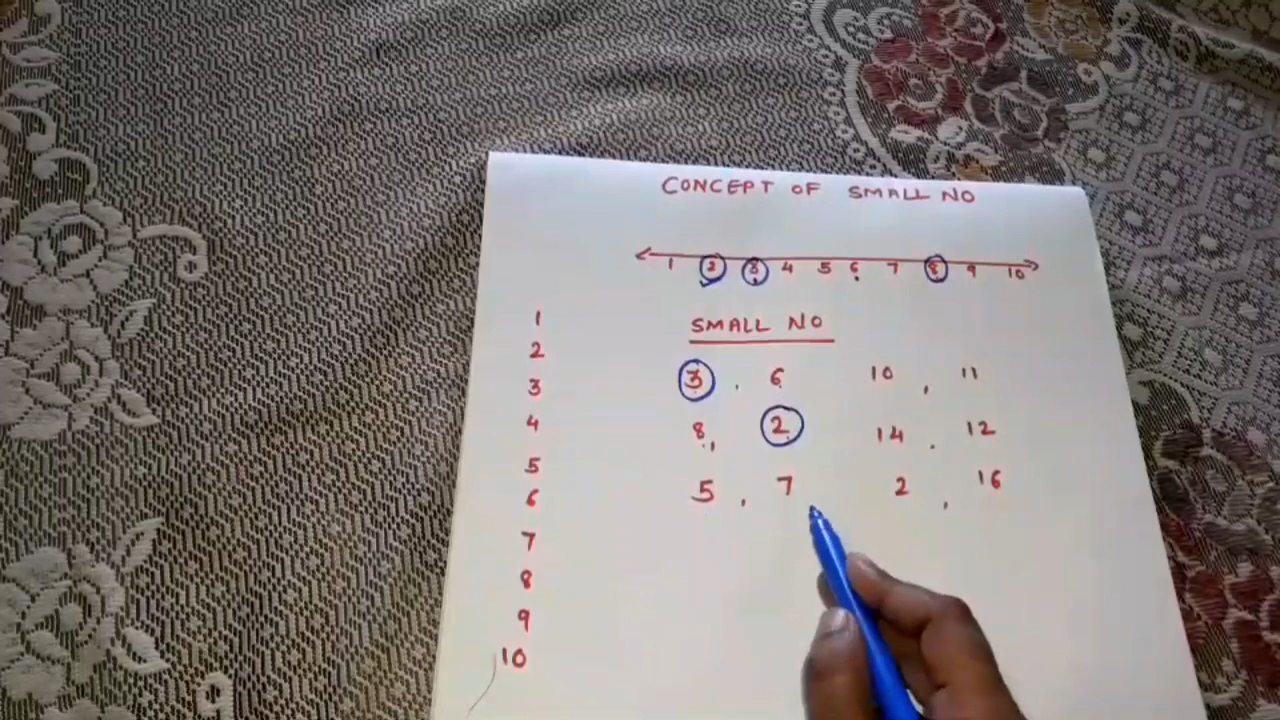 CONCEPT OF SMALL NO
1 2 3 4 5 6 7 8 9 10
SMALL NO
3 , 6 10 , 11
8, 2 14 , 12
5 , 7 2 , 16
1
2
3
4
5
6
7
8
9
10